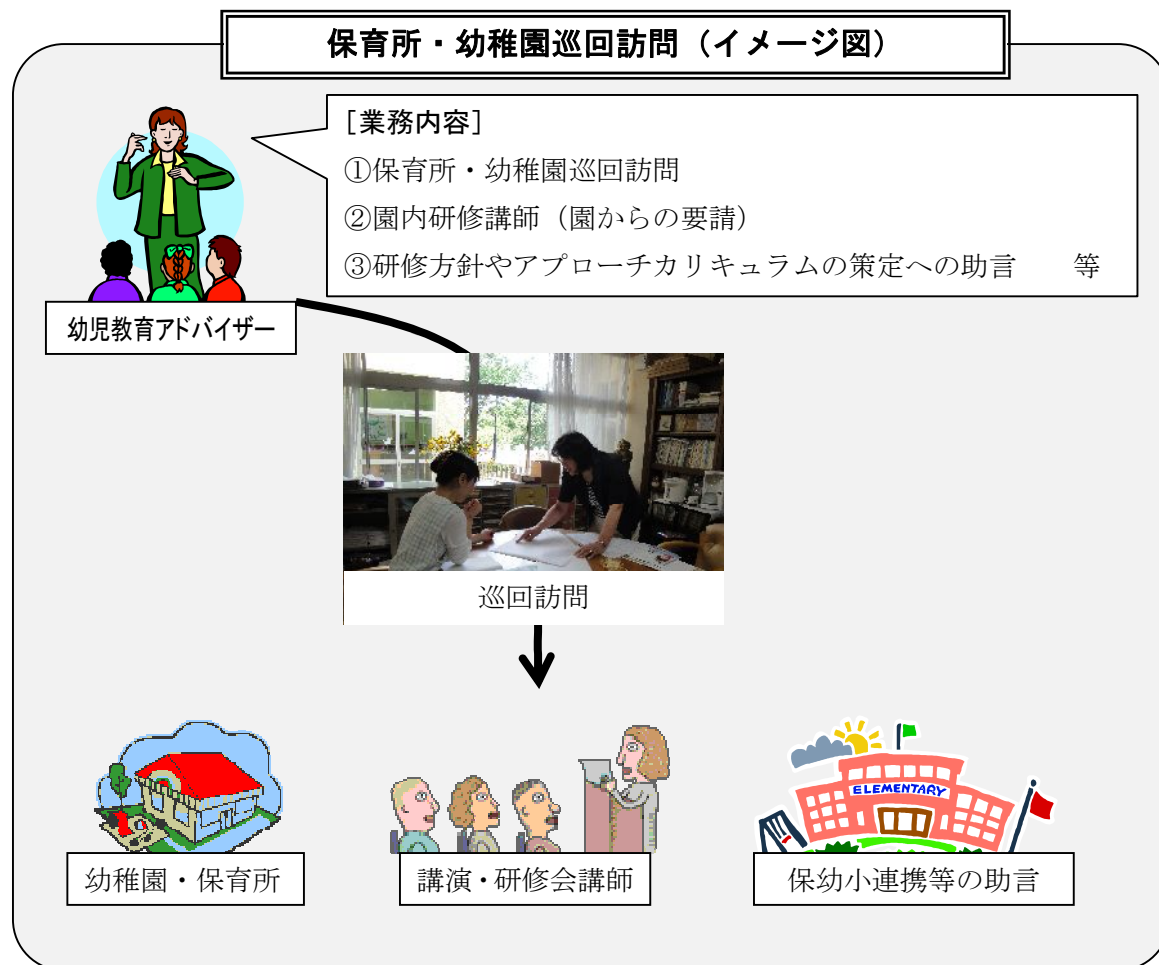 保育所・幼稚園巡回訪問（イメージ図）
［業務内容］
①保育所・幼稚園巡回訪問
②園内研修講師（園からの要請）
③研修方針やアプローチカリキュラムの策定への助言　　等
幼児教育アドバイザー
巡回訪問
ELEMENTARY
幼稚園・保育所
講演・研修会講師
保幼小連携等の助言